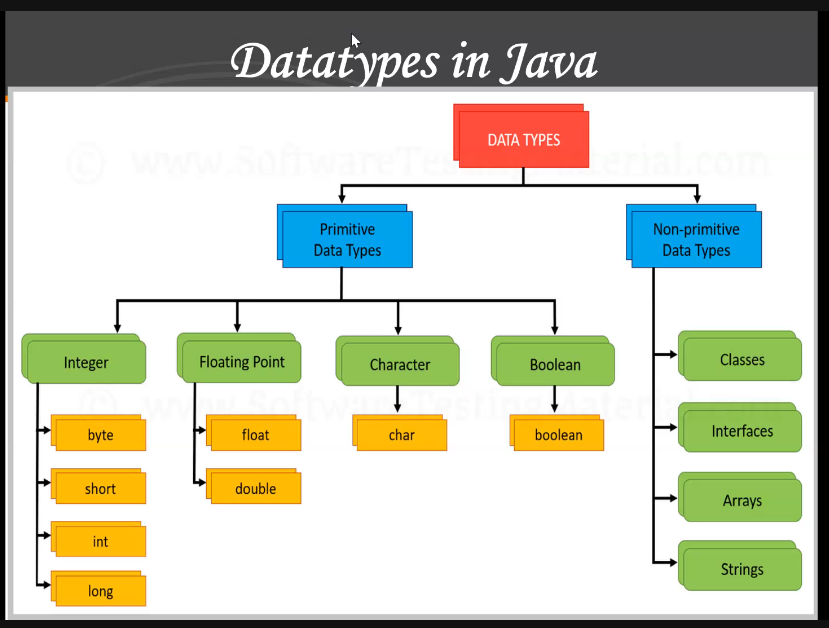 Datatypes in Java
© www.SoftwareTestingMaterial.com
DATA TYPES
Primitive
Data Types
Non-primitive
Data Types
Integer
Floating Point
Character
Boolean
Classes
© www.SoftwareTestingMaterial.com
byte
float
char
boolean
Interfaces
short
double
Arrays
int
Strings
long